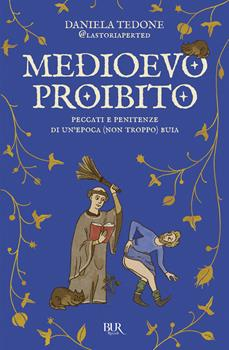 DANIELA TEDONE
@LASTORIAPERTED
MEDIOEVO
PROIBITO
PECCATI E PENITENZE
DI UN'EPOCA (NON TROPPO) BUIA
BUR